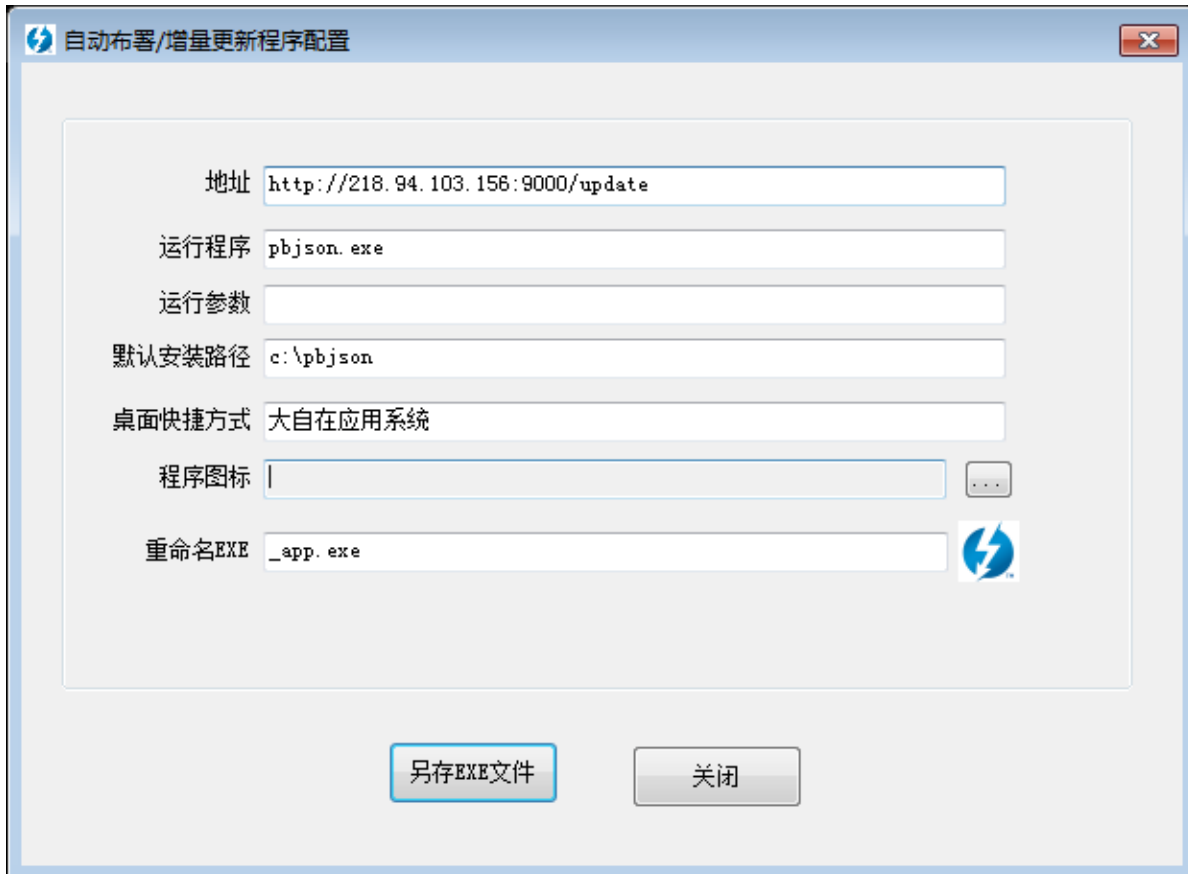 自动布署/增量更新程序配置
地址 http://218.94.103.156:9000/update
运行程序 pbjson.exe
运行参数
默认安装路径 c:\pbjson
桌面快捷方式 大自在应用系统
程序图标 ...
重命名EXE _app.exe
另存EXE文件 关闭